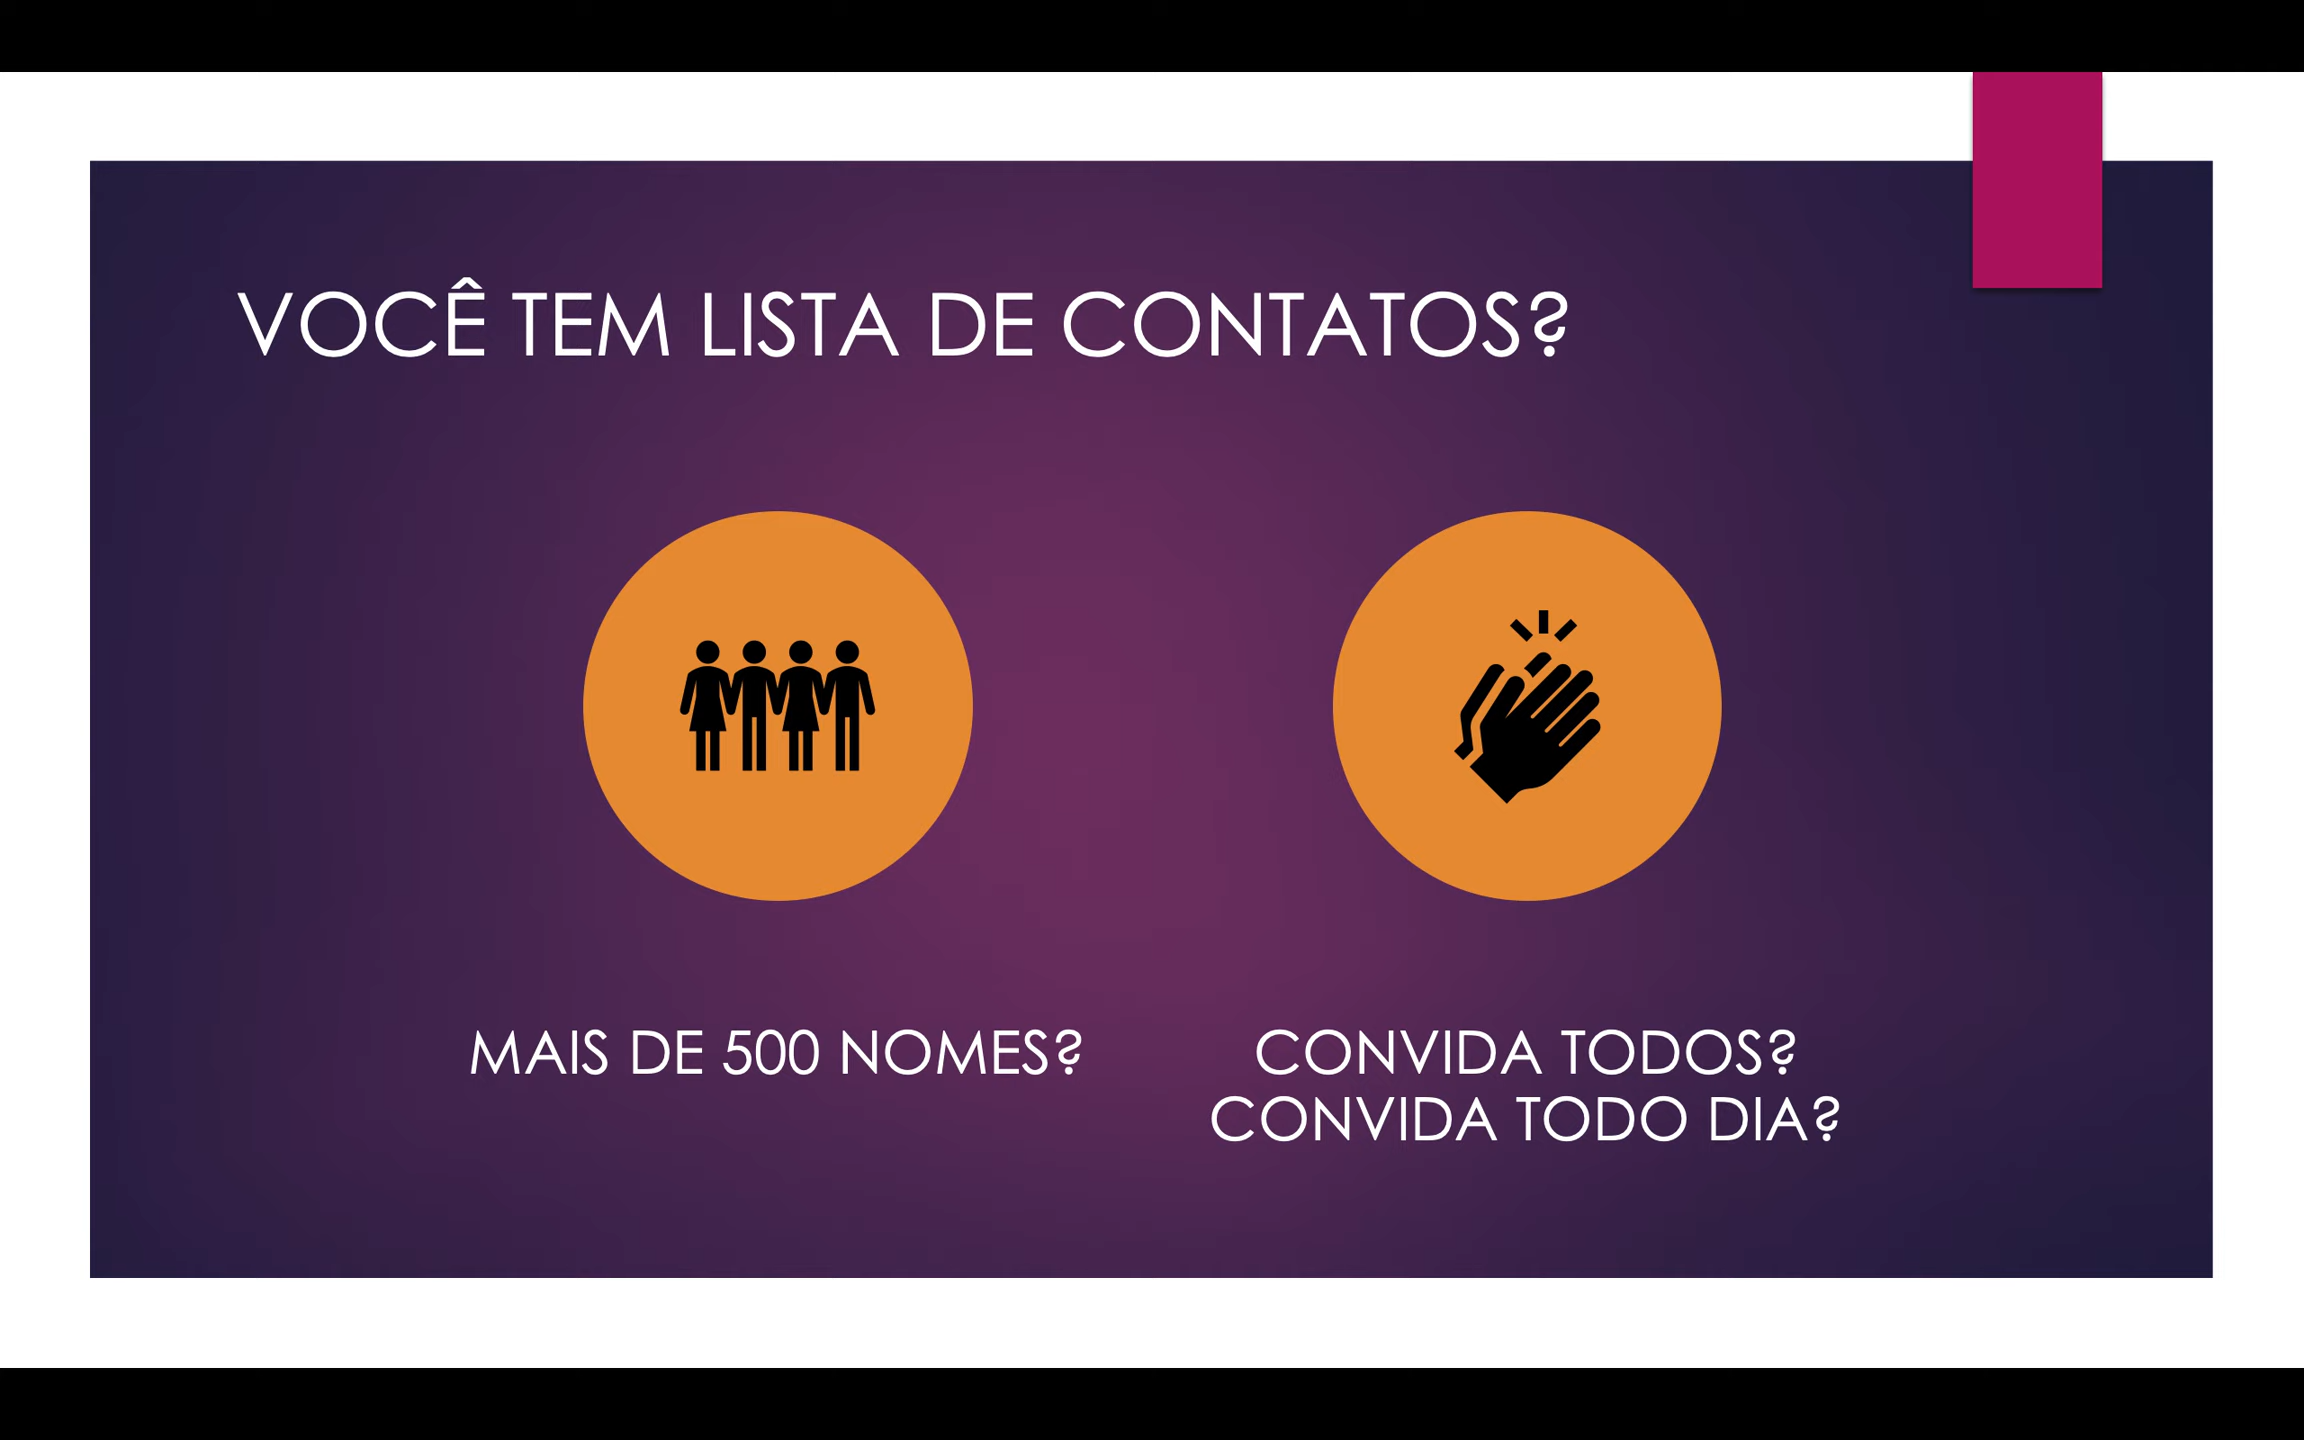 VOCÊ TEM LISTA DE CONTATOS?
MAIS DE 500 NOMES?
CONVIDA TODOS?
CONVIDA TODO DIA?